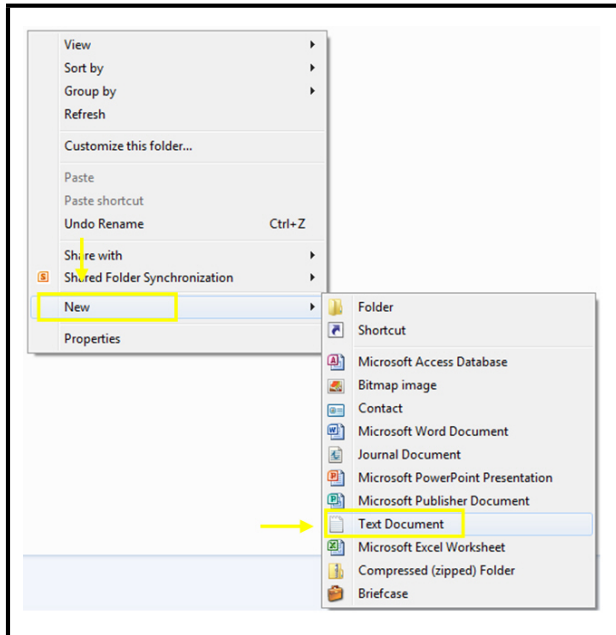 View
Sort by
Group by
Refresh
Customize this folder...
Paste
Paste shortcut
Undo Rename Ctrl+Z
Share with
Shared Folder Synchronization
New
Properties
Folder
Shortcut
Microsoft Access Database
Bitmap image
Contact
Microsoft Word Document
Journal Document
Microsoft PowerPoint Presentation
Microsoft Publisher Document
Text Document
Microsoft Excel Worksheet
Compressed (zipped) Folder
Briefcase